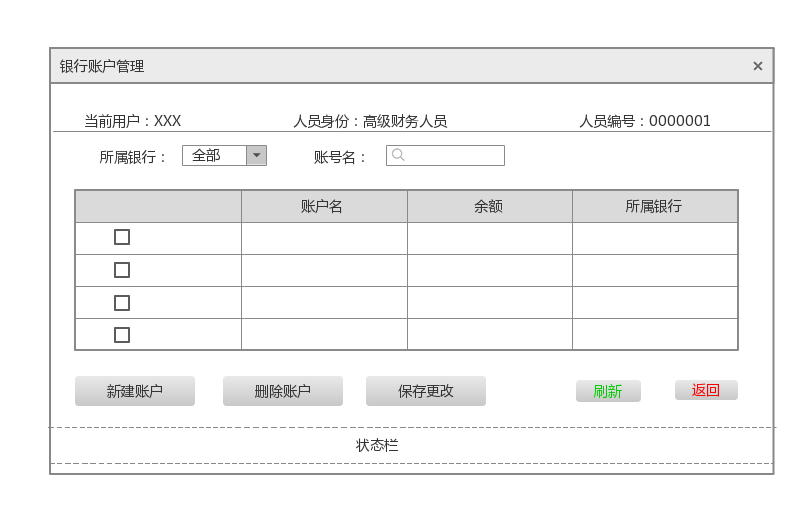 银行账户管理
当前用户：XXX 人员身份：高级财务人员 人员编号：0000001
所属银行： 全部 账号名：
账户名 余额 所属银行
新建账户 删除账户 保存更改 刷新 返回
状态栏